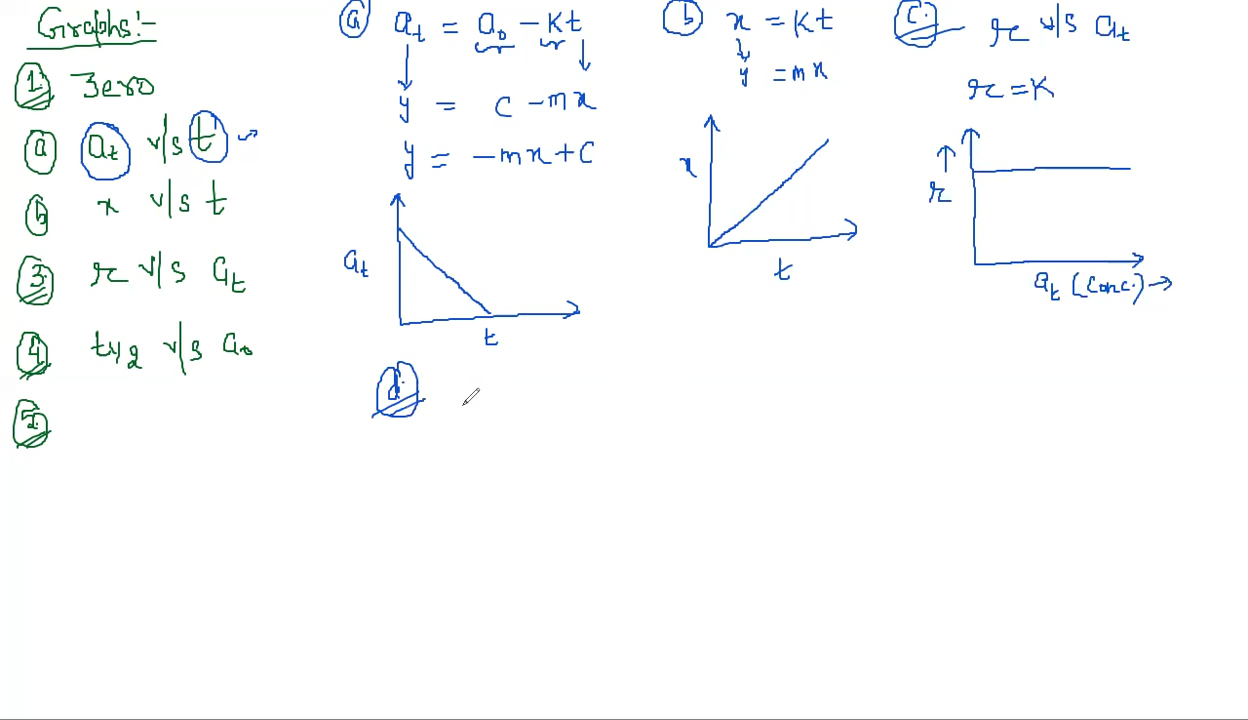 Graphs:-
1. Zero
a at v/s t
b x v/s t
3. r v/s at
4. t1/2 v/s a0
5.
a at = a0 - Kt
y = c - mx
y = -mx + C
at
t
b x = Kt
y = mx
x
t
C. r v/s at
r = K
r
at (Conc.) →
d.